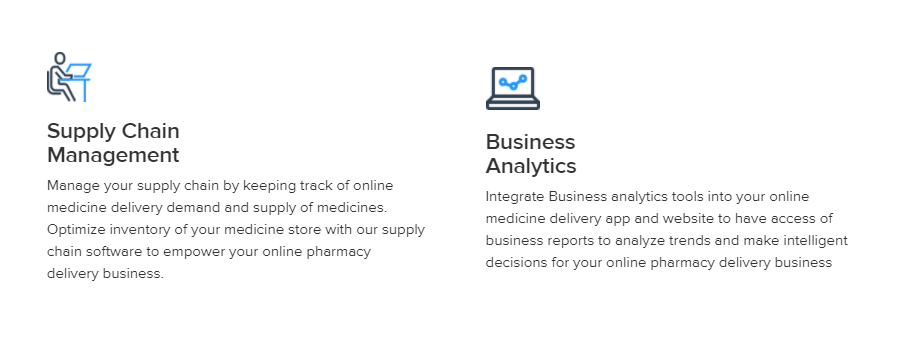 Supply Chain
Management
Manage your supply chain by keeping track of online
medicine delivery demand and supply of medicines.
Optimize inventory of your medicine store with our supply
chain software to empower your online pharmacy
delivery business.
Business
Analytics
Integrate Business analytics tools into your online
medicine delivery app and website to have access of
business reports to analyze trends and make intelligent
decisions for your online pharmacy delivery business